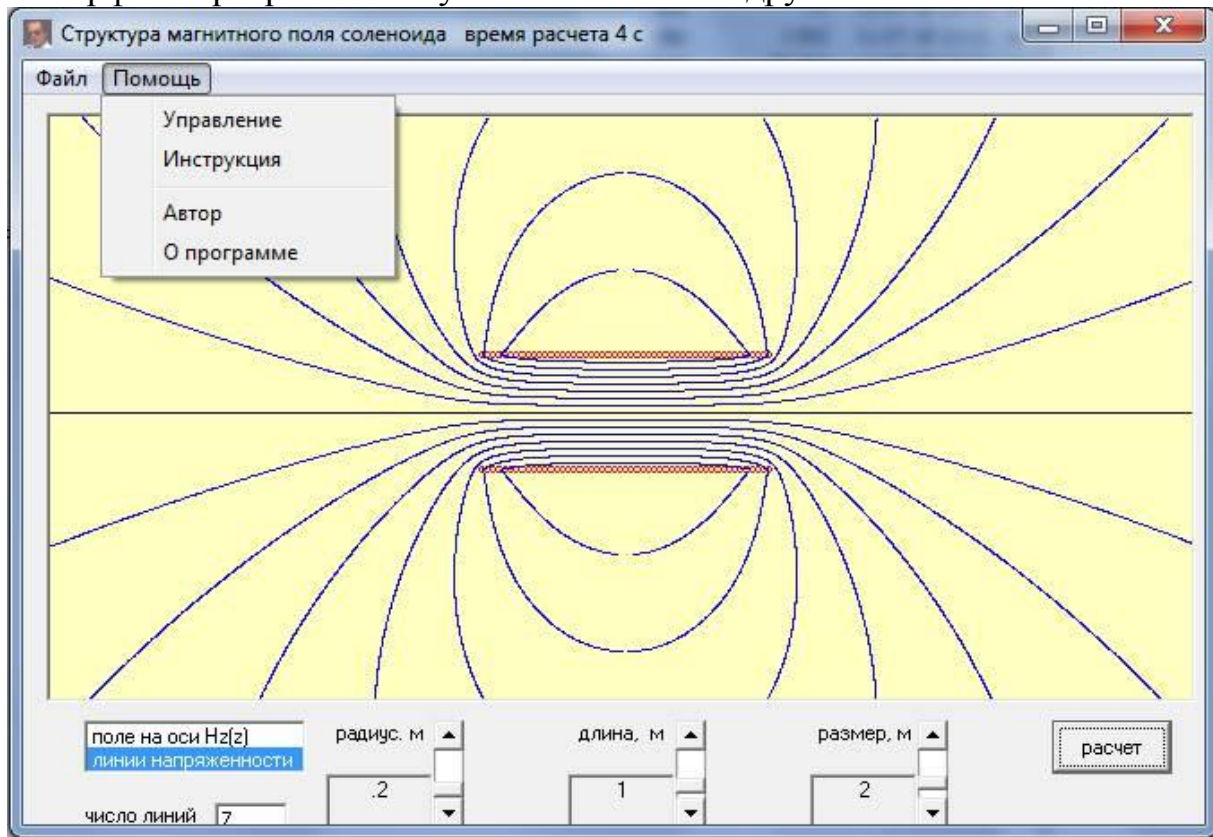 Структура магнитного поля соленоида время расчета 4 с
Файл Помощь
Управление
Инструкция
Автор
О программе
поле на оси Hz(z)
линии напряженности
число линий 7
радиус. м
.2
длина, м
1
размер, м
2
расчет